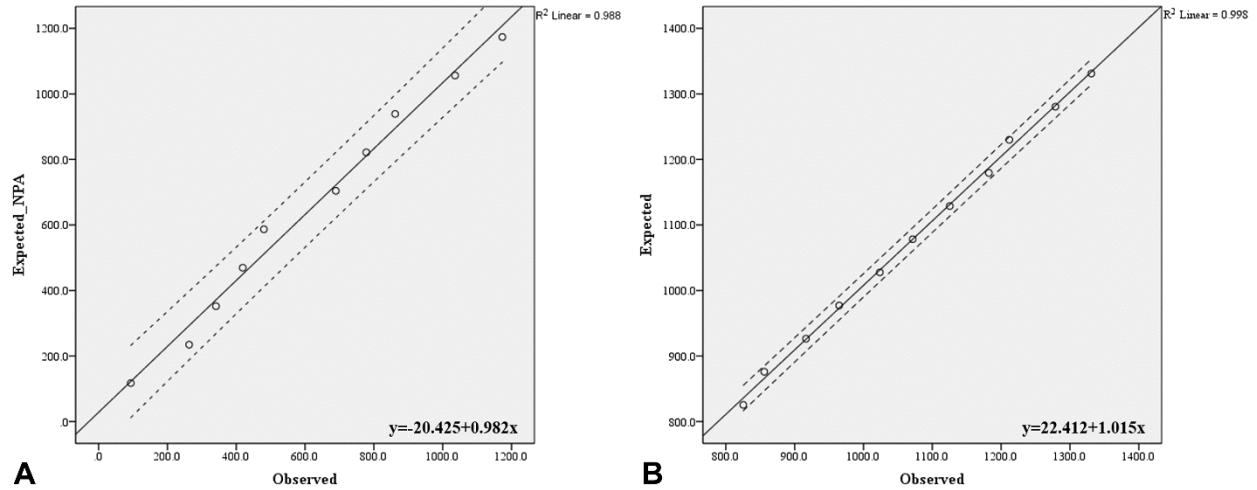 R² Linear = 0.988
1200.0
1000.0
800.0
600.0
400.0
200.0
.0
Expected_NPA
.0 200.0 400.0 600.0 800.0 1000.0 1200.0
Observed
y=-20.425+0.982x
A
R² Linear = 0.998
1400.0
1300.0
1200.0
1100.0
1000.0
900.0
800.0
Expected
800.0 900.0 1000.0 1100.0 1200.0 1300.0 1400.0
Observed
y=22.412+1.015x
B